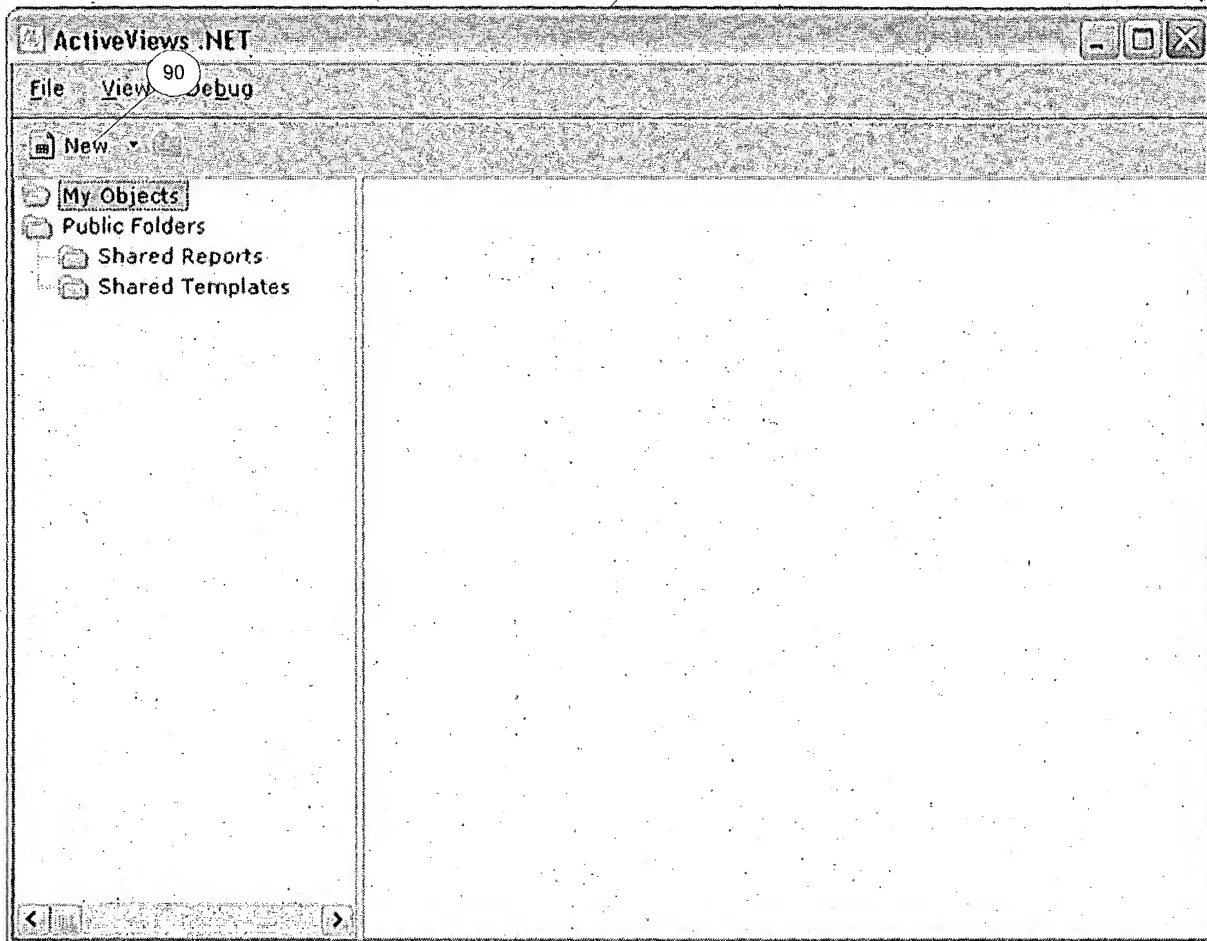 ActiveViews .NET
90
File View Debug
New
My Objects
Public Folders
Shared Reports
Shared Templates